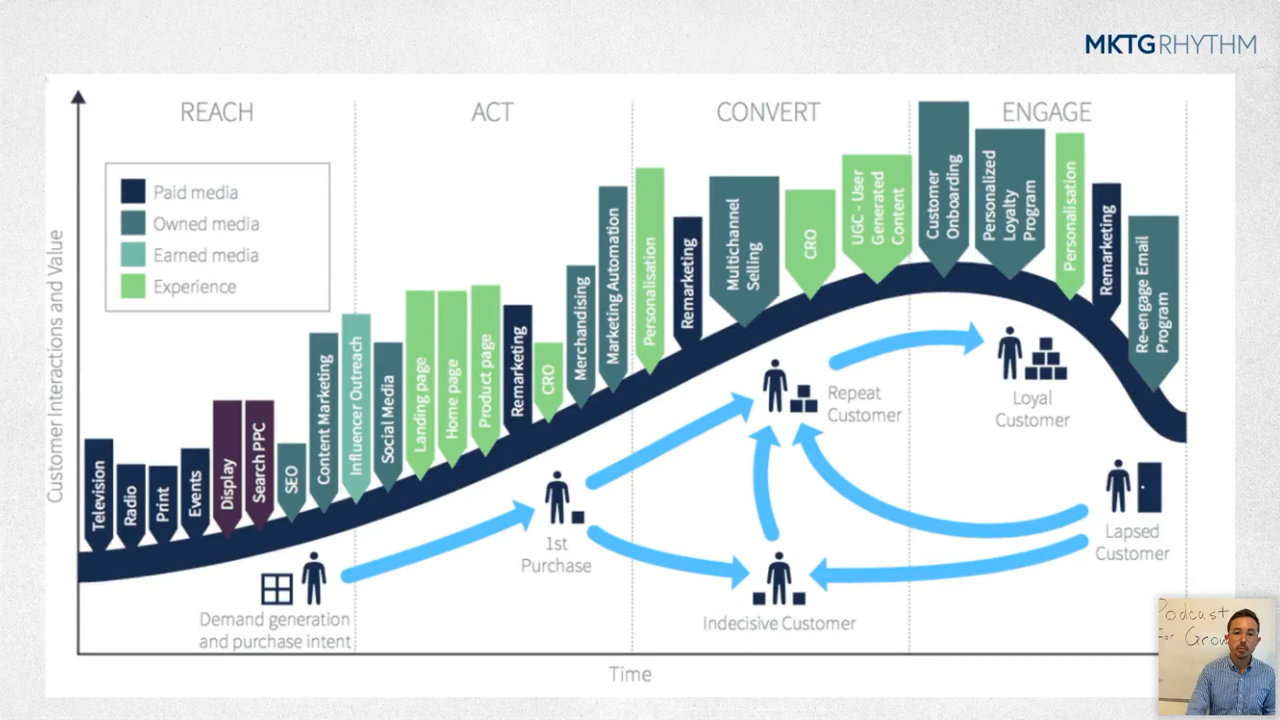 MKTGRHYTHM
REACH
ACT
CONVERT
ENGAGE
Paid media
Owned media
Earned media
Experience
Customer Interactions and Value
Television
Radio
Print
Events
Display
Search PPC
SEO
Content Marketing
Influencer Outreach
Social Media
Landing page
Home page
Product page
Remarketing
CRO
Merchandising
Marketing Automation
Personalisation
Remarketing
Multichannel
Selling
CRO
UGC - User
Generated
Content
Customer
Onboarding
Personalized
Loyalty
Program
Personalisation
Remarketing
Re-engage Email
Program
Demand generation
and purchase intent
1st
Purchase
Repeat
Customer
Indecisive Customer
Loyal
Customer
Lapsed
Customer
Time
Podcast
For Grow